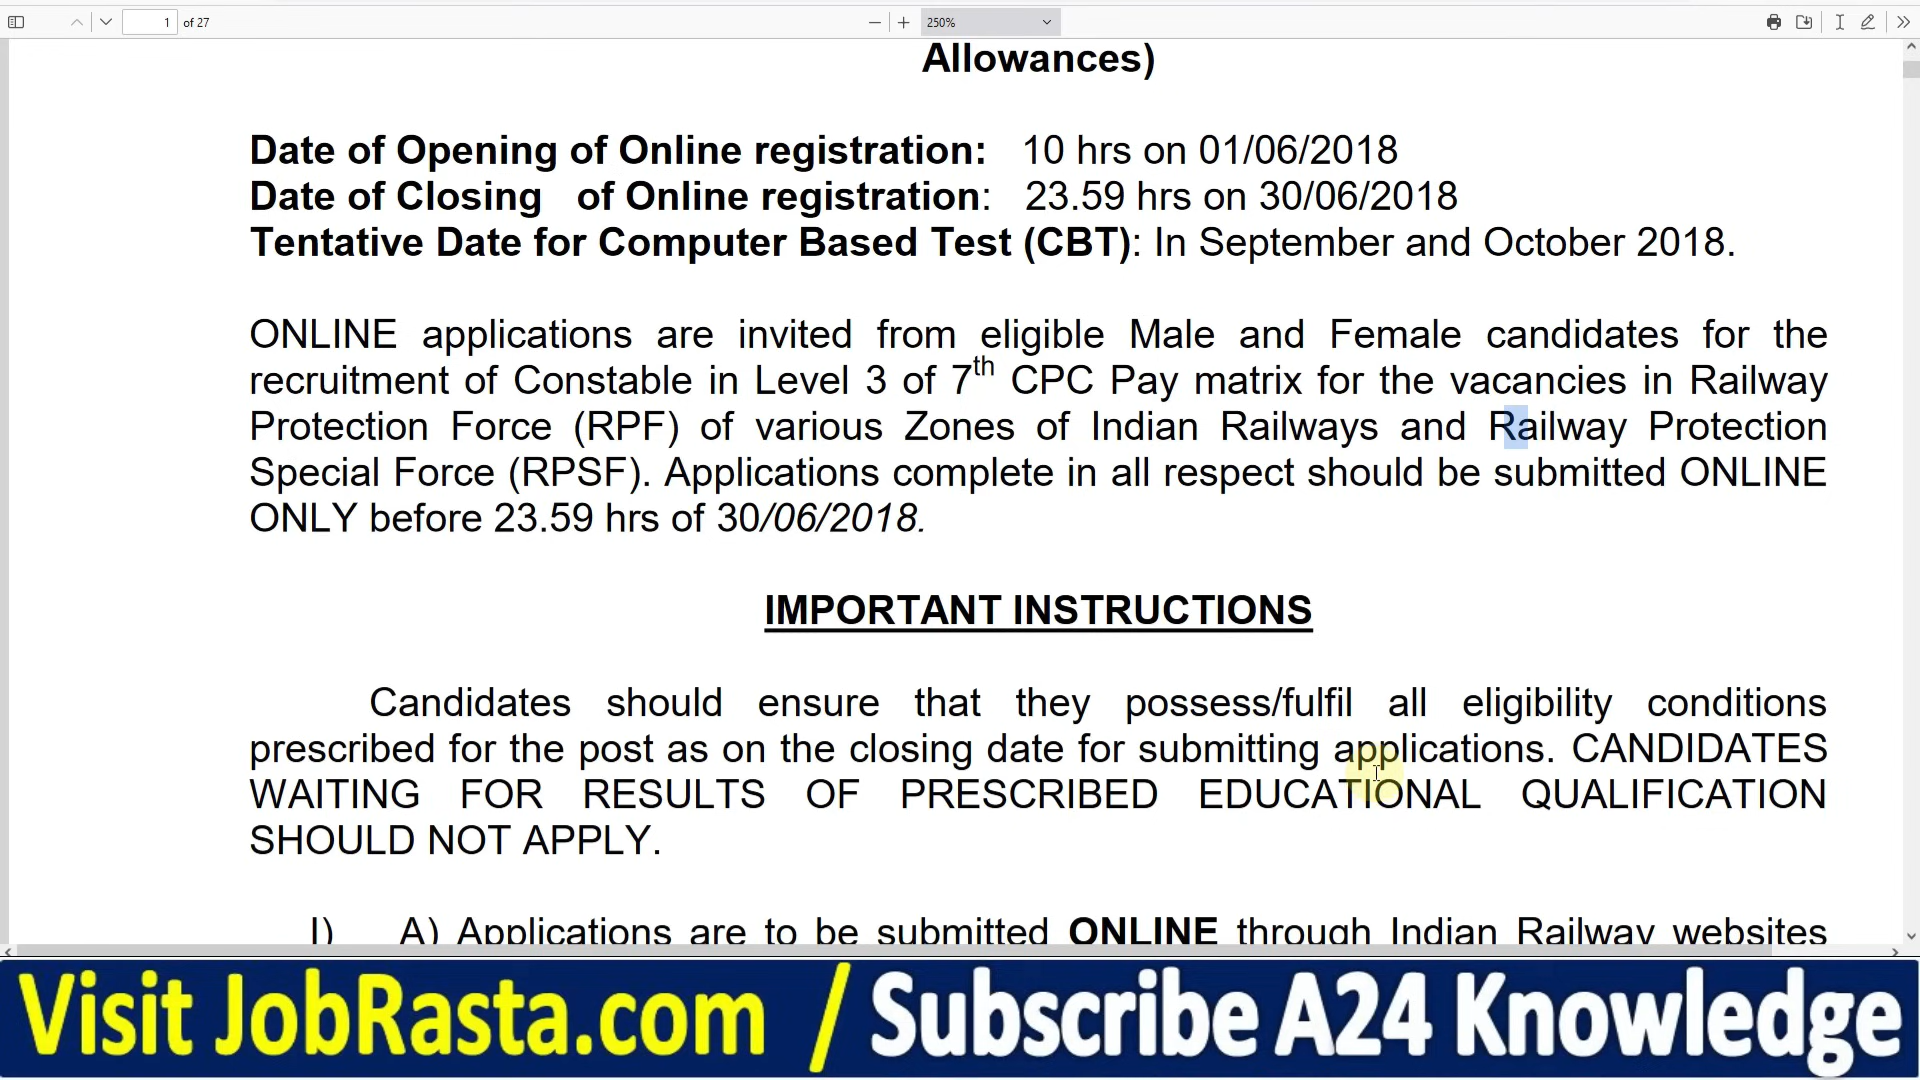 1 of 27
250%
Allowances)
Date of Opening of Online registration: 10 hrs on 01/06/2018
Date of Closing of Online registration: 23.59 hrs on 30/06/2018
Tentative Date for Computer Based Test (CBT): In September and October 2018.
ONLINE applications are invited from eligible Male and Female candidates for the
recruitment of Constable in Level 3 of 7th CPC Pay matrix for the vacancies in Railway
Protection Force (RPF) of various Zones of Indian Railways and Railway Protection
Special Force (RPSF). Applications complete in all respect should be submitted ONLINE
ONLY before 23.59 hrs of 30/06/2018.
IMPORTANT INSTRUCTIONS
Candidates should ensure that they possess/fulfil all eligibility conditions
prescribed for the post as on the closing date for submitting applications. CANDIDATES
WAITING FOR RESULTS OF PRESCRIBED EDUCATIONAL QUALIFICATION
SHOULD NOT APPLY.
I) A) Applications are to be submitted ONLINE through Indian Railway websites
Visit JobRasta.com / Subscribe A24 Knowledge